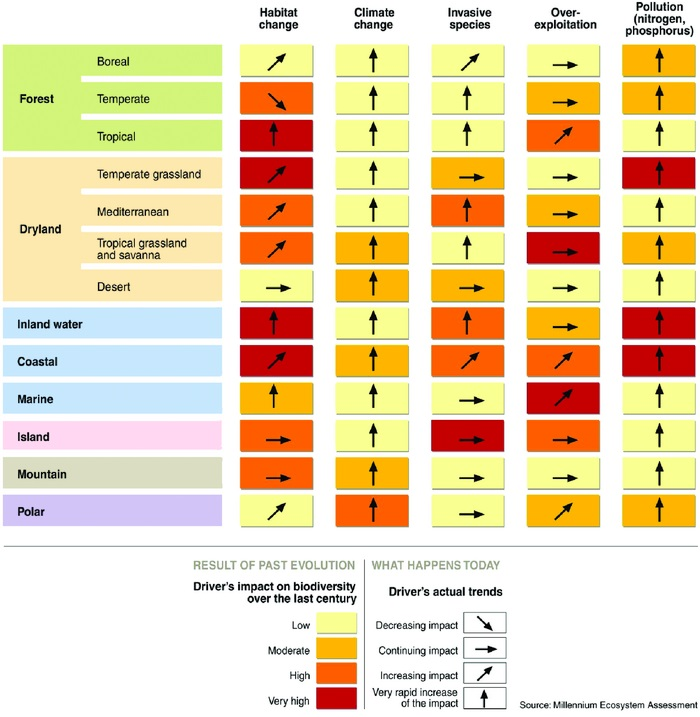 Habitat
change
Climate
change
Invasive
species
Over-
exploitation
Pollution
(nitrogen,
phosphorus)
Forest
Boreal
Temperate
Tropical
Dryland
Temperate grassland
Mediterranean
Tropical grassland
and savanna
Desert
Inland water
Coastal
Marine
Island
Mountain
Polar
RESULT OF PAST EVOLUTION
Driver's impact on biodiversity
over the last century
Low
Moderate
High
Very high
WHAT HAPPENS TODAY
Driver's actual trends
Decreasing impact
Continuing impact
Increasing impact
Very rapid increase
of the impact
Source: Millennium Ecosystem Assessment